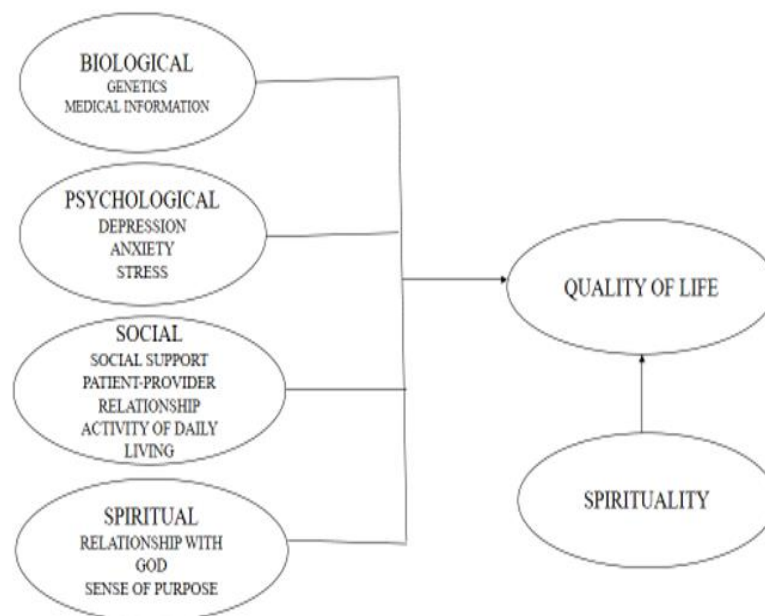 BIOLOGICAL
GENETICS
MEDICAL INFORMATION
PSYCHOLOGICAL
DEPRESSION
ANXIETY
STRESS
SOCIAL
SOCIAL SUPPORT
PATIENT-PROVIDER
RELATIONSHIP
ACTIVITY OF DAILY
LIVING
SPIRITUAL
RELATIONSHIP WITH
GOD
SENSE OF PURPOSE
QUALITY OF LIFE
SPIRITUALITY